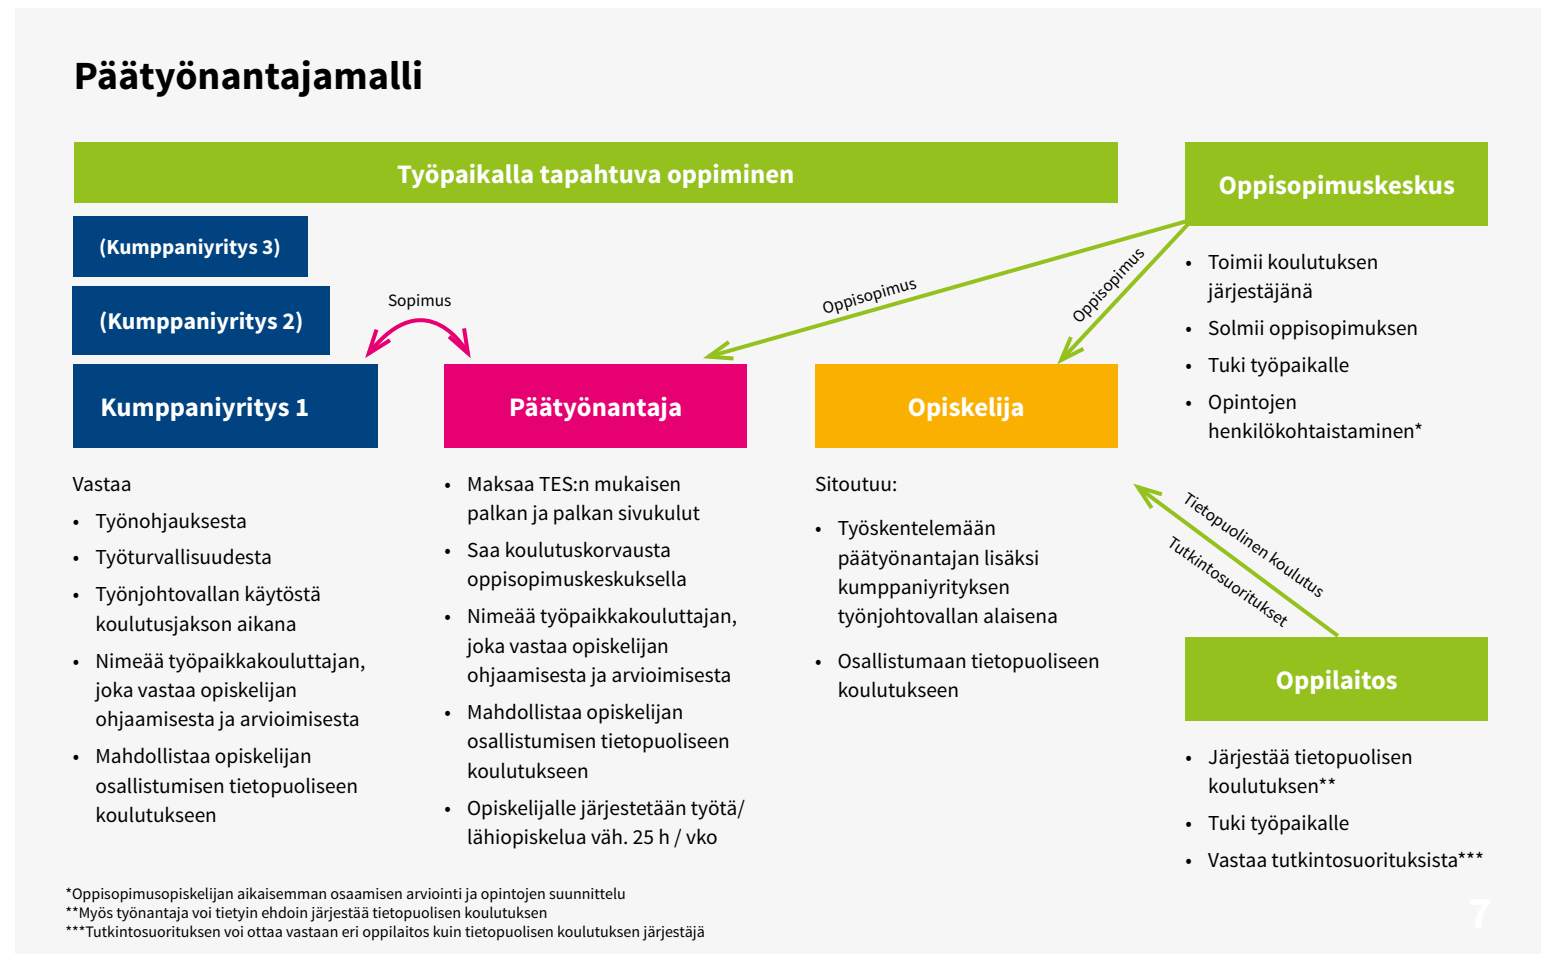 Päätyönantajamalli
Työpaikalla tapahtuva oppiminen
(Kumppaniyritys 3)
(Kumppaniyritys 2)
Kumppaniyritys 1
Sopimus
Päätyönantaja
Oppisopimus
Oppisopimus
Opiskelija
Oppisopimuskeskus
• Toimii koulutuksen
järjestäjänä
• Solmii oppisopimuksen
• Tuki työpaikalle
• Opintojen
henkilökohtaistaminen*
Vastaa
• Työnohjauksesta
• Työturvallisuudesta
• Työnjohtovallan käytöstä
koulutusjakson aikana
• Nimeää työpaikkakouluttajan,
joka vastaa opiskelijan
ohjaamisesta ja arvioimisesta
• Mahdollistaa opiskelijan
osallistumisen tietopuoliseen
koulutukseen
• Maksaa TES:n mukaisen
palkan ja palkan sivukulut
• Saa koulutuskorvausta
oppisopimuskeskuksella
• Nimeää työpaikkakouluttajan,
joka vastaa opiskelijan
ohjaamisesta ja arvioimisesta
• Mahdollistaa opiskelijan
osallistumisen tietopuoliseen
koulutukseen
• Opiskelijalle järjestetään työtä/
lähiopiskelua väh. 25 h / vko
Sitoutuu:
• Työskentelemään
päätyönantajan lisäksi
kumppaniyrityksen
työnjohtovallan alaisena
• Osallistumaan tietopuoliseen
koulutukseen
Tietopuolinen koulutus
Tutkintosuoritukset
Oppilaitos
• Järjestää tietopuolisen
koulutuksen**
• Tuki työpaikalle
• Vastaa tutkintosuorituksista***
*Oppisopimusopiskelijan aikaisemman osaamisen arviointi ja opintojen suunnittelu
**Myös työnantaja voi tietyin ehdoin järjestää tietopuolisen koulutuksen
***Tutkintosuorituksen voi ottaa vastaan eri oppilaitos kuin tietopuolisen koulutuksen järjestäjä
7